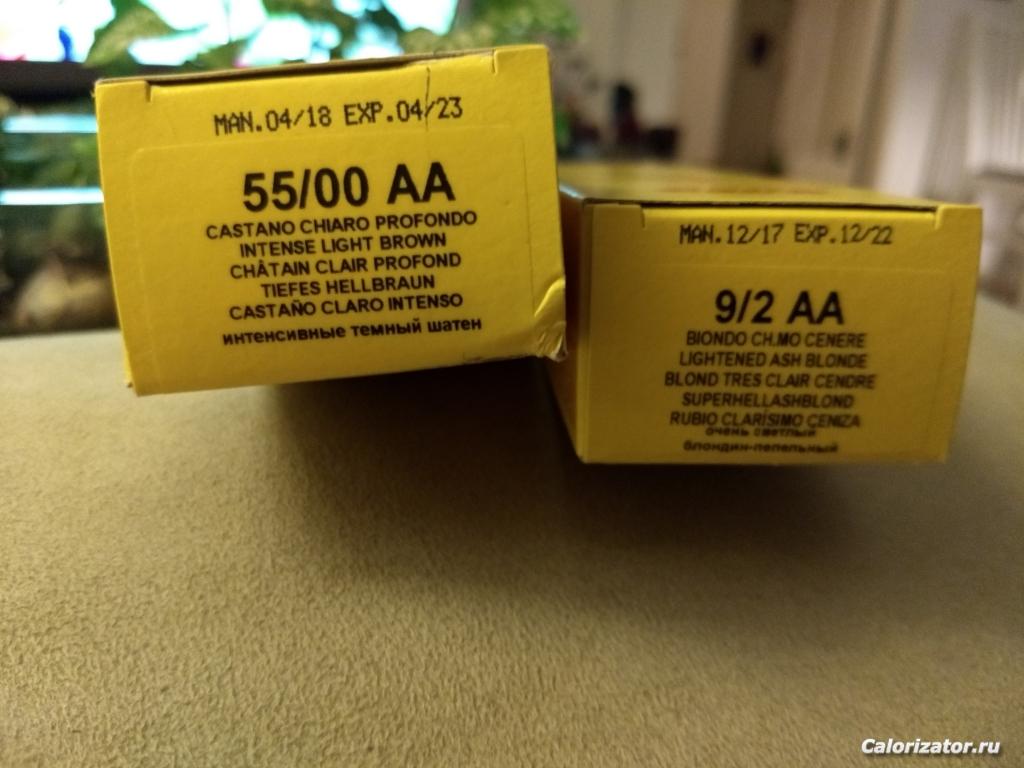 MAN.04/18 EXP.04/23
55/00 AA
CASTANO CHIARO PROFONDO
INTENSE LIGHT BROWN
CHÂTAIN CLAIR PROFOND
TIEFES HELLBRAUN
CASTAÑO CLARO INTENSO
интенсивные темный шатен
MAN.12/17 EXP.12/22
9/2 AA
BIONDO CH.MO CENERE
LIGHTENED ASH BLONDE
BLOND TRES CLAIR CENDRE
SUPERHELLASHBLOND
RUBIO CLARÍSIMO CENIZA
очень светлый
блондин-пепельный
Calorizator.ru